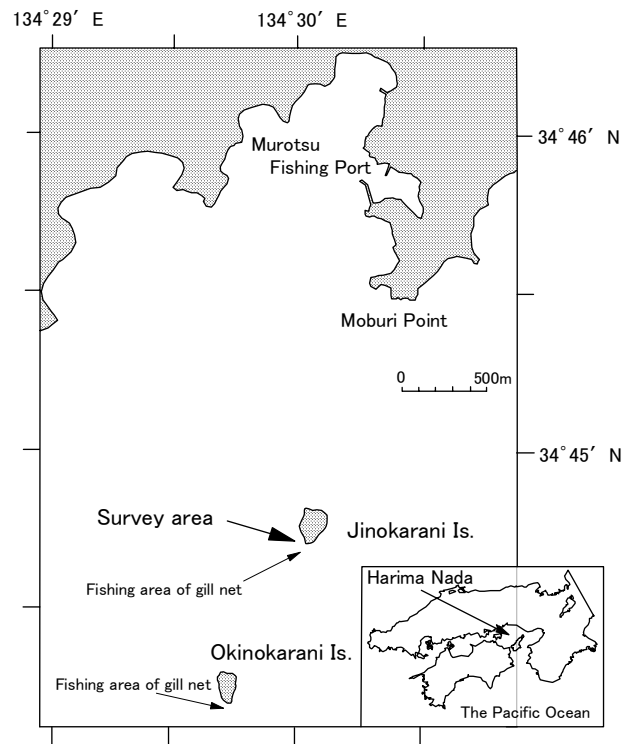 134°29′ E
134°30′ E
Murotsu
Fishing Port
34°46′ N
Moburi Point
0
500m
34°45′ N
Survey area
Jinokarani Is.
Fishing area of gill net
Harima Nada
Okinokarani Is.
Fishing area of gill net
The Pacific Ocean